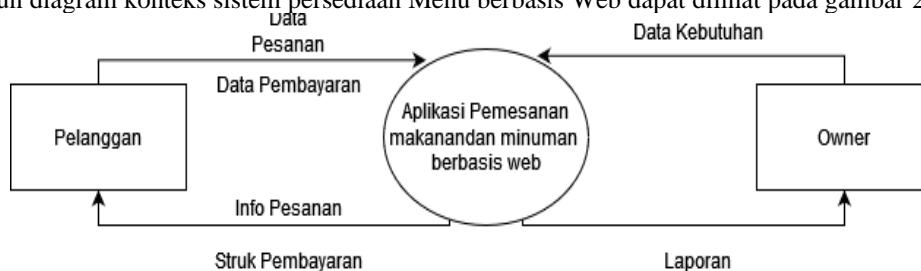 diagram konteks sistem persediaan Menu berbasis Web dapat dilihat pada gambar 2
Data
Pesanan
Data Pembayaran
Data Kebutuhan
Pelanggan
Aplikasi Pemesanan
makanandan minuman
berbasis web
Owner
Info Pesanan
Struk Pembayaran
Laporan